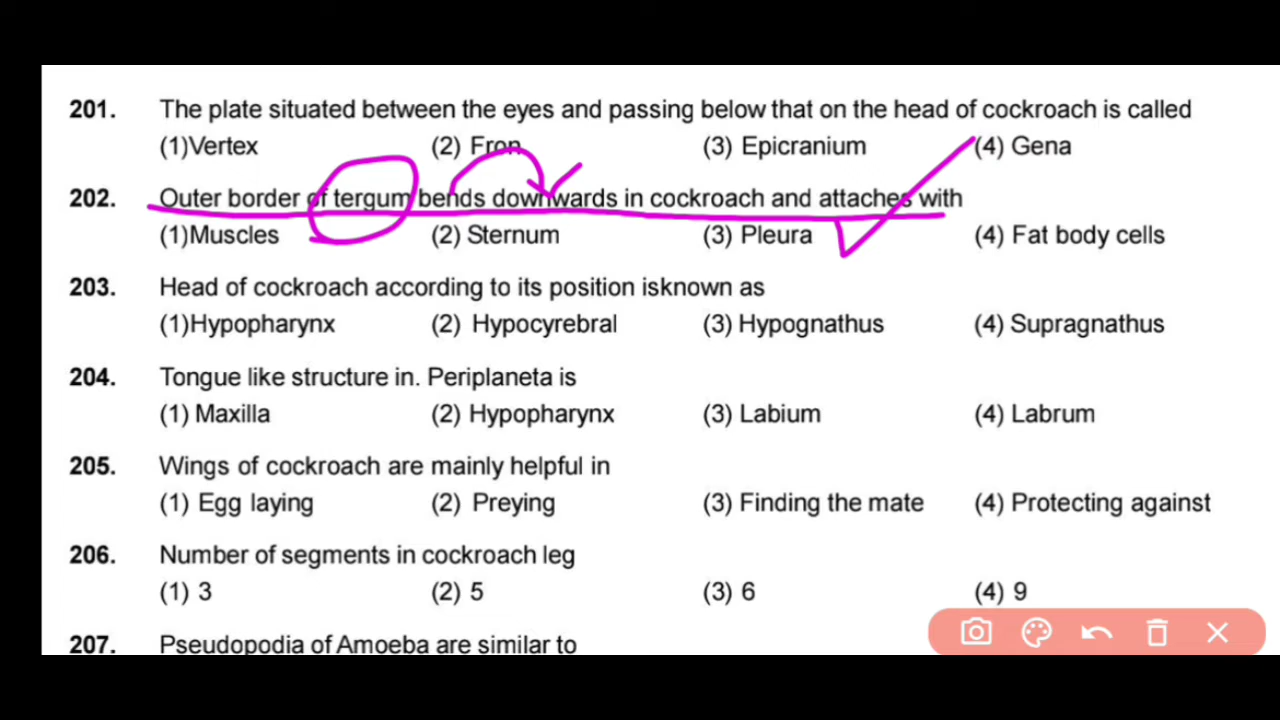 201. The plate situated between the eyes and passing below that on the head of cockroach is called
(1)Vertex (2) Fron (3) Epicranium (4) Gena
202. Outer border of tergum bends downwards in cockroach and attaches with
(1)Muscles (2) Sternum (3) Pleura (4) Fat body cells
203. Head of cockroach according to its position isknown as
(1)Hypopharynx (2) Hypocyrebral (3) Hypognathus (4) Supragnathus
204. Tongue like structure in. Periplaneta is
(1) Maxilla (2) Hypopharynx (3) Labium (4) Labrum
205. Wings of cockroach are mainly helpful in
(1) Egg laying (2) Preying (3) Finding the mate (4) Protecting against
206. Number of segments in cockroach leg
(1) 3 (2) 5 (3) 6 (4) 9
207. Pseudopodia of Amoeba are similar to